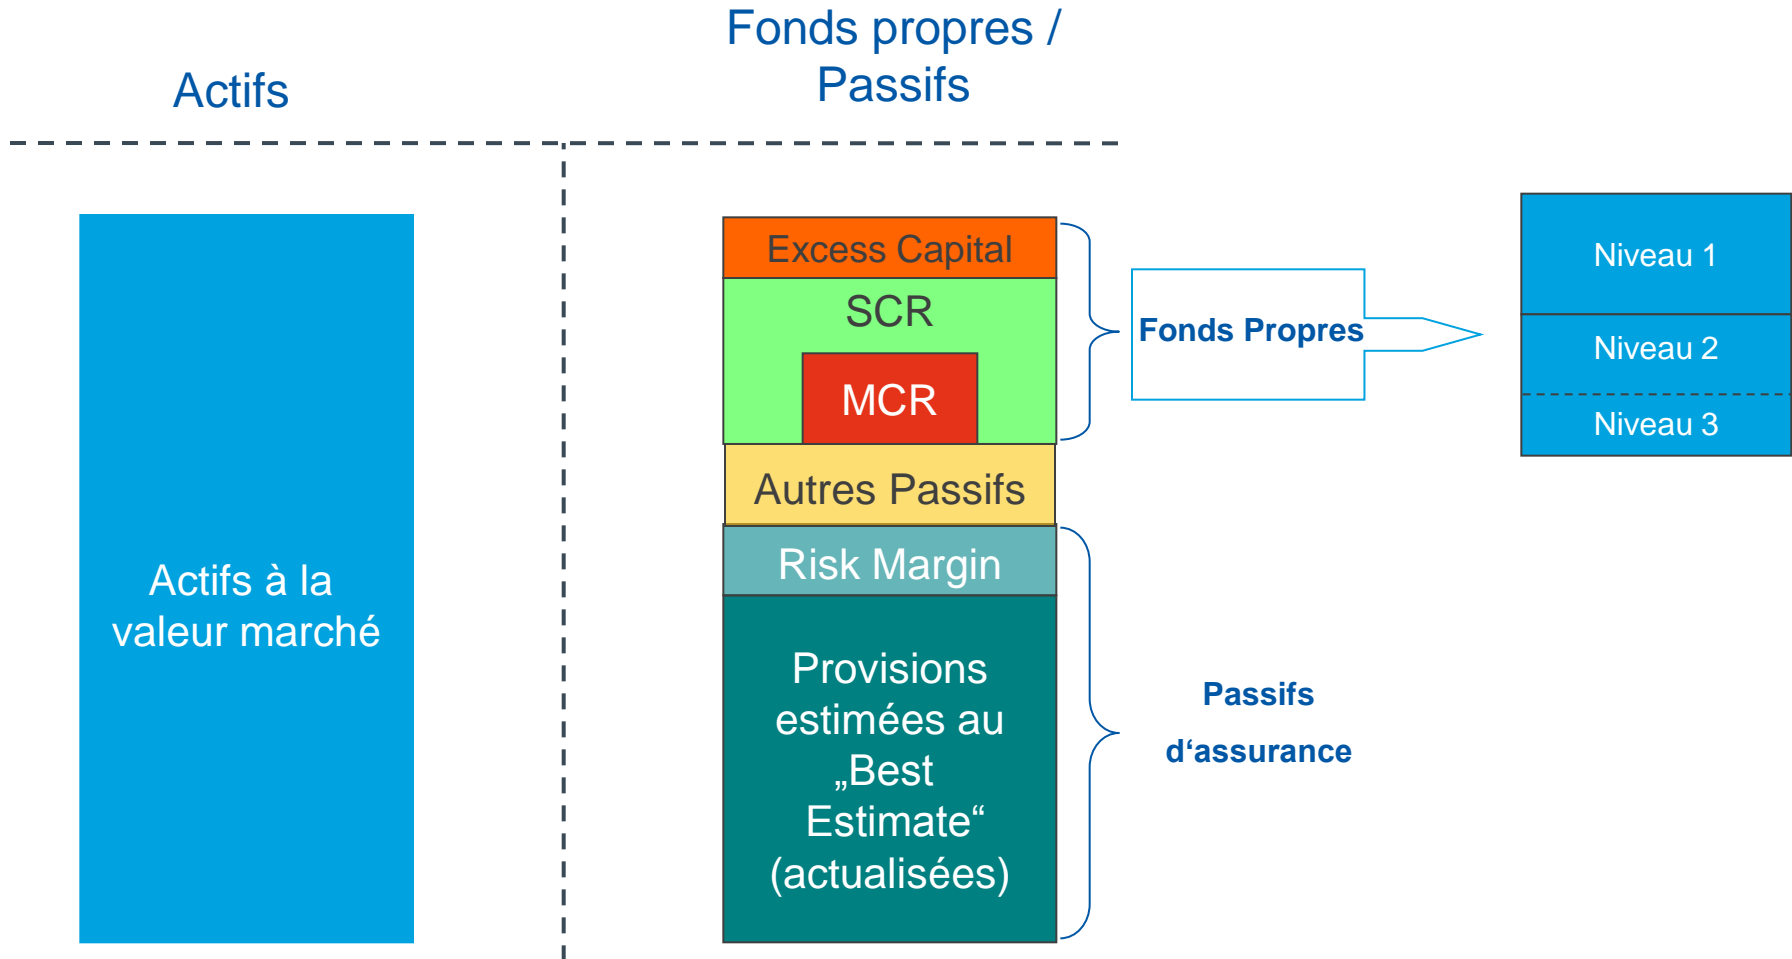 Actifs
Fonds propres /
Passifs
Actifs à la
valeur marché
Excess Capital
SCR
MCR
Autres Passifs
Risk Margin
Provisions
estimées au
„Best
Estimate“
(actualisées)
Fonds Propres
Passifs
d‘assurance
Niveau 1
Niveau 2
Niveau 3